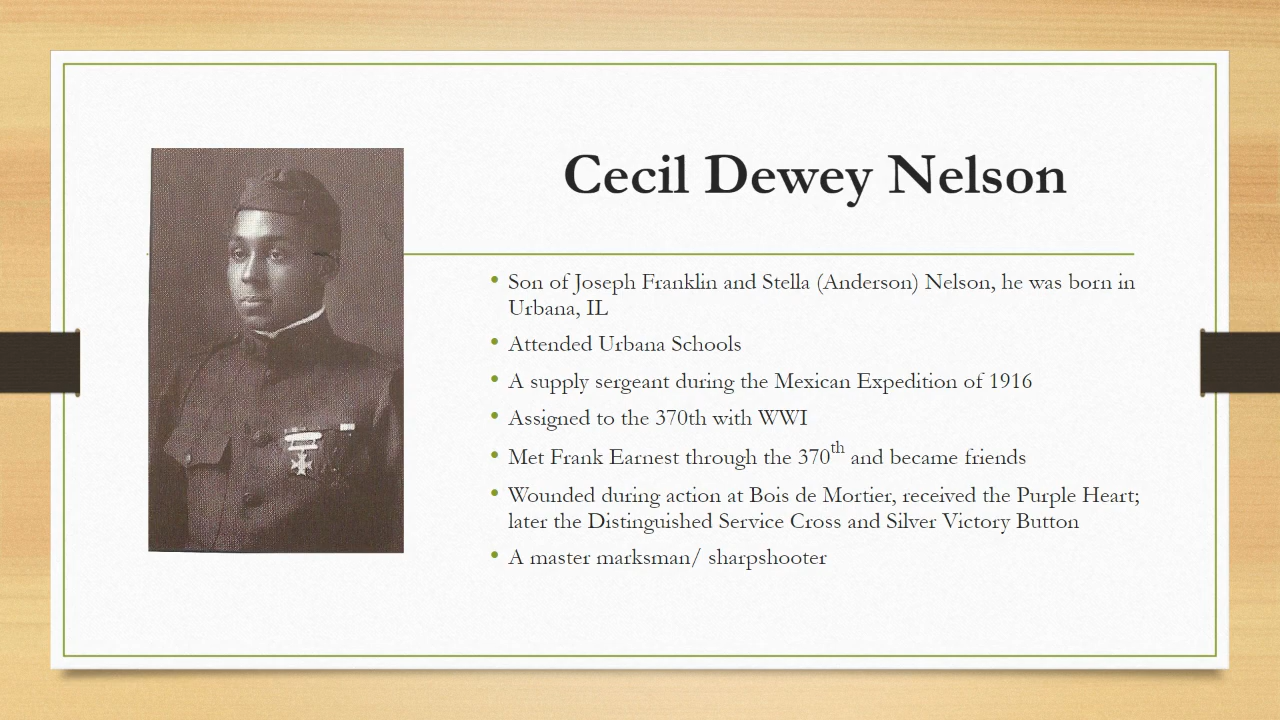 Cecil Dewey Nelson
• Son of Joseph Franklin and Stella (Anderson) Nelson, he was born in
Urbana, IL
• Attended Urbana Schools
• A supply sergeant during the Mexican Expedition of 1916
• Assigned to the 370th with WWI
• Met Frank Earnest through the 370th and became friends
• Wounded during action at Bois de Mortier, received the Purple Heart;
later the Distinguished Service Cross and Silver Victory Button
• A master marksman/ sharpshooter